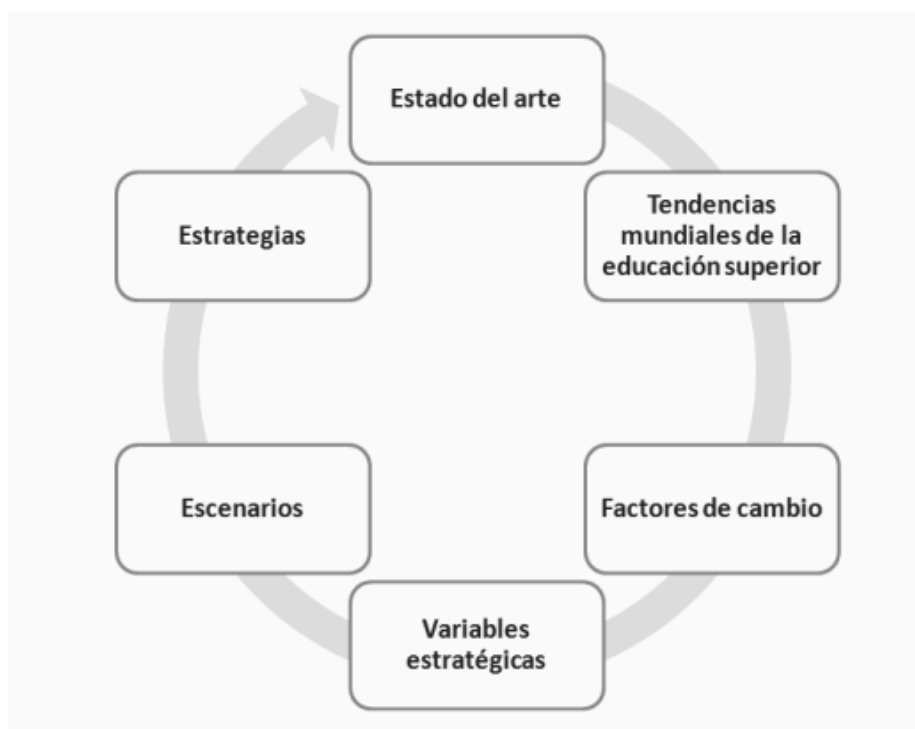 Estado del arte
Tendencias
mundiales de la
educación superior
Factores de cambio
Variables
estratégicas
Escenarios
Estrategias